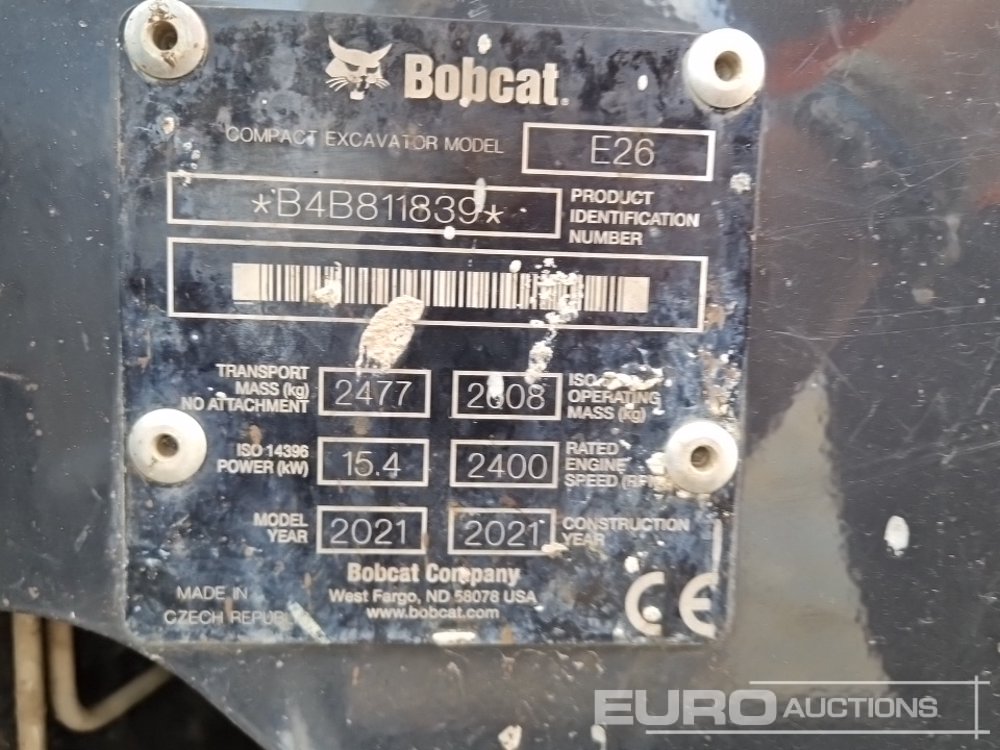 Bobcat.
COMPACT EXCAVATOR MODEL E26
*B4B811839* PRODUCT IDENTIFICATION NUMBER
TRANSPORT MASS (kg) NO ATTACHMENT 2477
2608 ISO OPERATING MASS (kg)
ISO 14396 POWER (kW) 15.4
2400 RATED ENGINE SPEED
MODEL YEAR 2021
2021 CONSTRUCTION YEAR
Bobcat Company
West Fargo, ND 58078 USA
www.bobcat.com
MADE IN
CZECH REPUBLIC
CE
EURO AUCTIONS